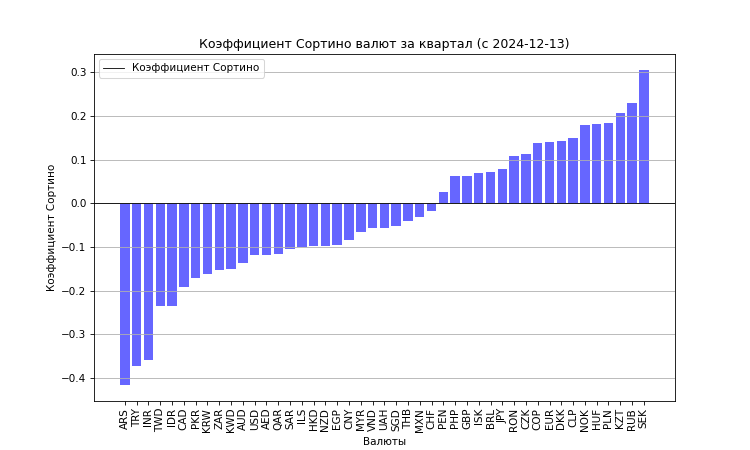 Коэффициент Сортино валют за квартал (с 2024-12-13)
Коэффициент Сортино
0.3
0.2
0.1
0.0
−0.1
−0.2
−0.3
−0.4
Коэффициент Сортино
ARS
TRY
INR
TWD
IDR
CAD
PKR
KRW
ZAR
KWD
AUD
USD
AED
QAR
SAR
ILS
HKD
NZD
EGP
CNY
MYR
VND
UAH
SGD
THB
MXN
CHF
PEN
PHP
GBP
ISK
BRL
JPY
RON
CZK
COP
EUR
DKK
CLP
NOK
HUF
PLN
KZT
RUB
SEK
Валюты